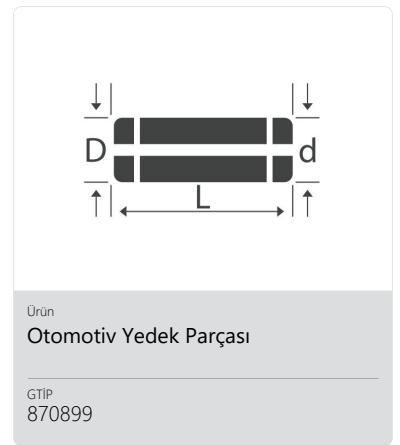 D
d
L
Ürün
Otomotiv Yedek Parçası
GTİP
870899